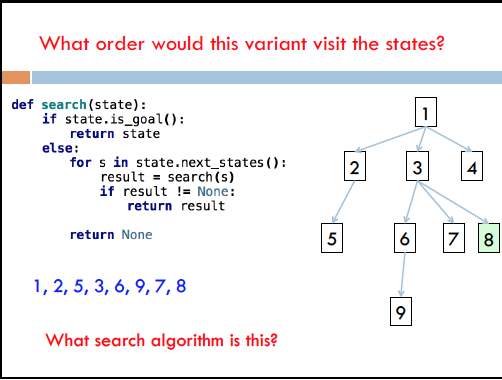 What order would this variant visit the states?
def search(state):
    if state.is_goal():
        return state
    else:
        for s in state.next_states():
            result = search(s)
            if result != None:
                return result
        return None
1, 2, 5, 3, 6, 9, 7, 8
What search algorithm is this?
1
2 3 4
5 6 7 8
9